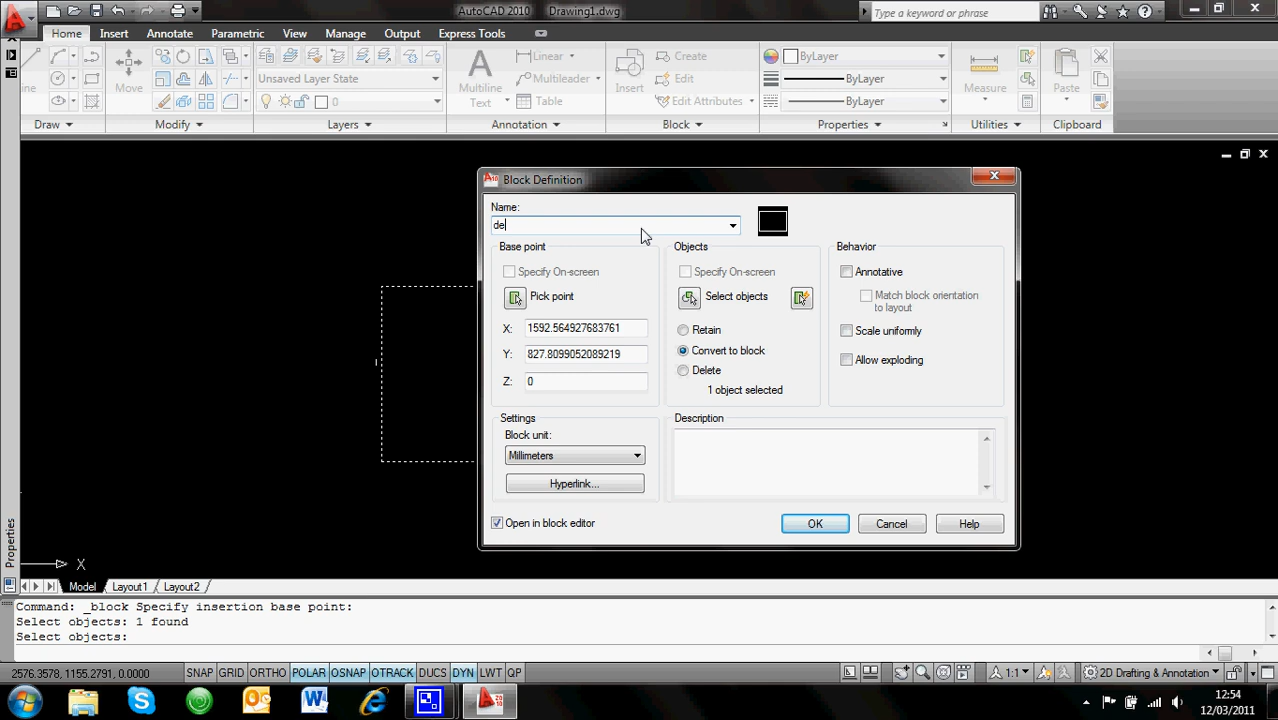 AutoCAD 2010 Drawing1.dwg
Type a keyword or phrase
Home Insert Annotate Parametric View Manage Output Express Tools
Move
Unsaved Layer State
0
Multiline
Text
Linear
Multileader
Table
Insert
Create
Edit
Edit Attributes
ByLayer
ByLayer
ByLayer
Measure
Paste
Draw Modify Layers Annotation Block Properties Utilities Clipboard
Block Definition
Name:
de
Base point
Specify On-screen
Pick point
X: 1592.564927683761
Y: 827.8099052089219
Z: 0
Objects
Specify On-screen
Select objects
Retain
Convert to block
Delete
1 object selected
Behavior
Annotative
Match block orientation
to layout
Scale uniformly
Allow exploding
Settings
Block unit:
Millimeters
Hyperlink...
Description
Open in block editor
OK Cancel Help
Properties
X
Model Layout1 Layout2
Command: _block Specify insertion base point:
Select objects: 1 found
Select objects:
2576.3578, 1155.2791, 0.0000 SNAP GRID ORTHO POLAR OSNAP OTRACK DUCS DYN LWT QP 1:1 2D Drafting & Annotation
12:54
12/03/2011